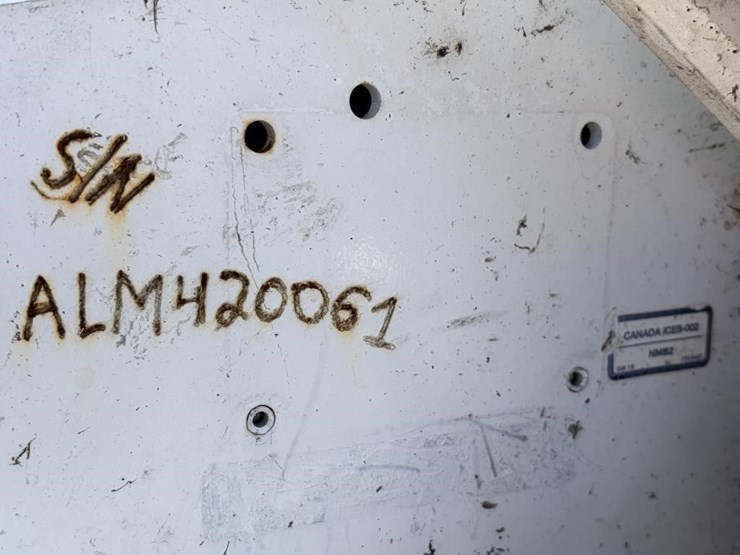 S/N
ALM420061
CANADA ICES-002
NMB2